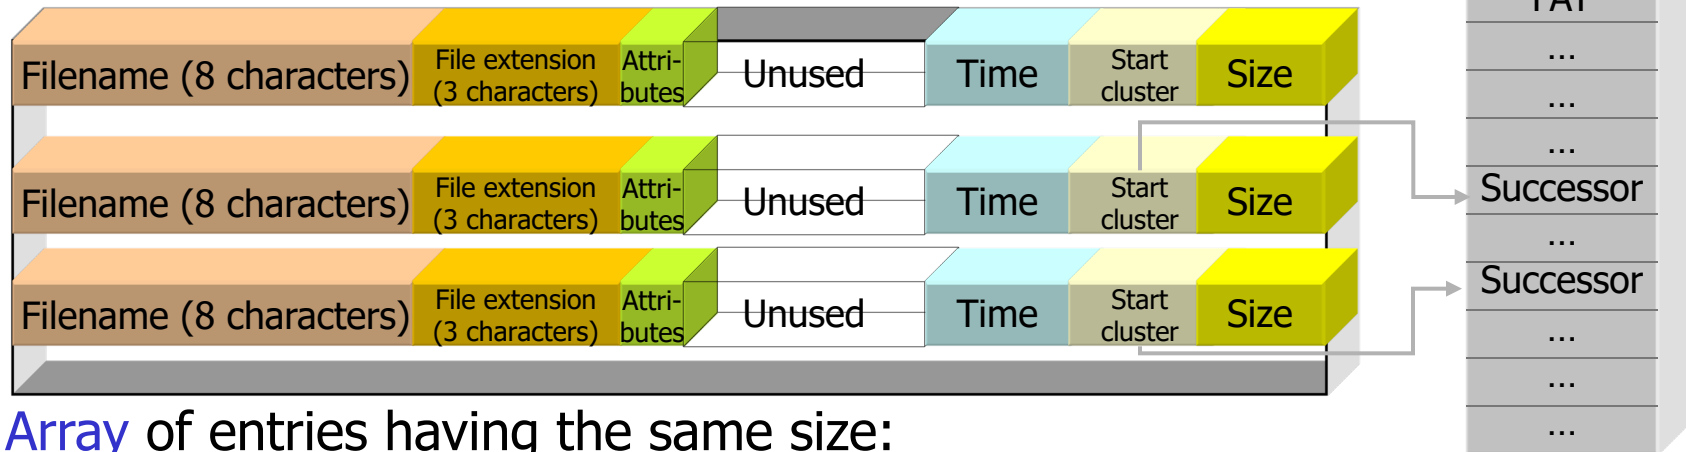 FAT
Filename (8 characters) File extension (3 characters) Attri- butes Unused Time Start cluster Size
...
...
...
Filename (8 characters) File extension (3 characters) Attri- butes Unused Time Start cluster Size
Successor
...
Successor
Filename (8 characters) File extension (3 characters) Attri- butes Unused Time Start cluster Size
...
...
...
Array of entries having the same size: